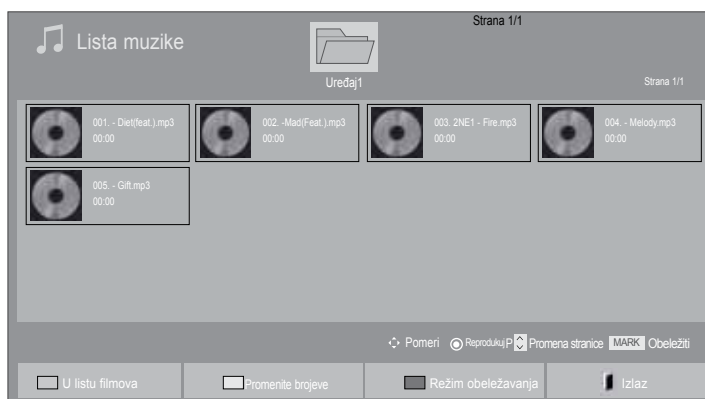 Strana 1/1
Lista muzike
Uređaj1
Strana 1/1
001. - Diet(feat.).mp3
00:00
002. -Mad(Feat.).mp3
00:00
003. 2NE1 - Fire.mp3
00:00
004. - Melody.mp3
00:00
005. - Gift.mp3
00:00
Pomeri Reprodukuj P Promena stranice MARK Obeležiti
U listu filmova Promenite brojeve Režim obeležavanja Izlaz